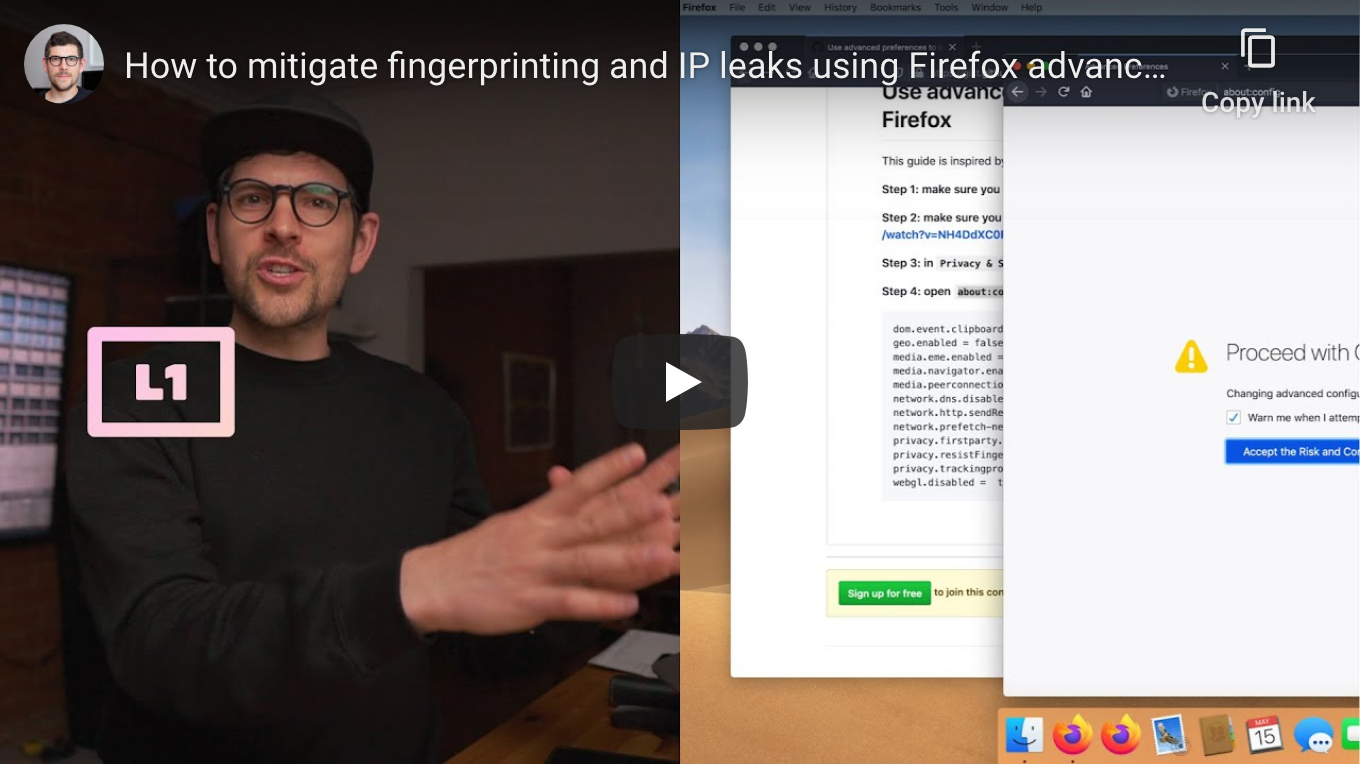 Firefox File Edit View History Bookmarks Tools Window Help
How to mitigate fingerprinting and IP leaks using Firefox advanc…
Copy link
Use advanced preferences to
Firefox about:config
Use advanc
Firefox
This guide is inspired by
Step 1: make sure you
Step 2: make sure you
/watch?v=NH4DdXC0
Step 3: in Privacy & S
Step 4: open about:co
dom.event.clipboard
geo.enabled = false
media.eme.enabled =
media.navigator.ena
media.peerconnectio
network.dns.disable
network.http.sendRe
network.prefetch-ne
privacy.firstparty.
privacy.resistFinge
privacy.trackingpro
webgl.disabled = t
Sign up for free to join this con
Proceed with C
Changing advanced configu
Warn me when I attemp
Accept the Risk and Con
L1
MAY
15